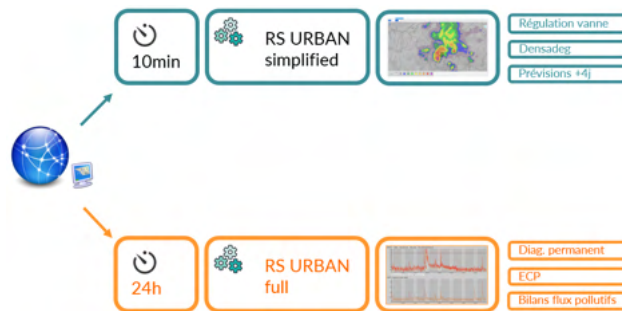 10min
RS URBAN
simplified
Régulation vanne
Densadeg
Prévisions +4j
24h
RS URBAN
full
Diag. permanent
ECP
Bilans flux pollutifs